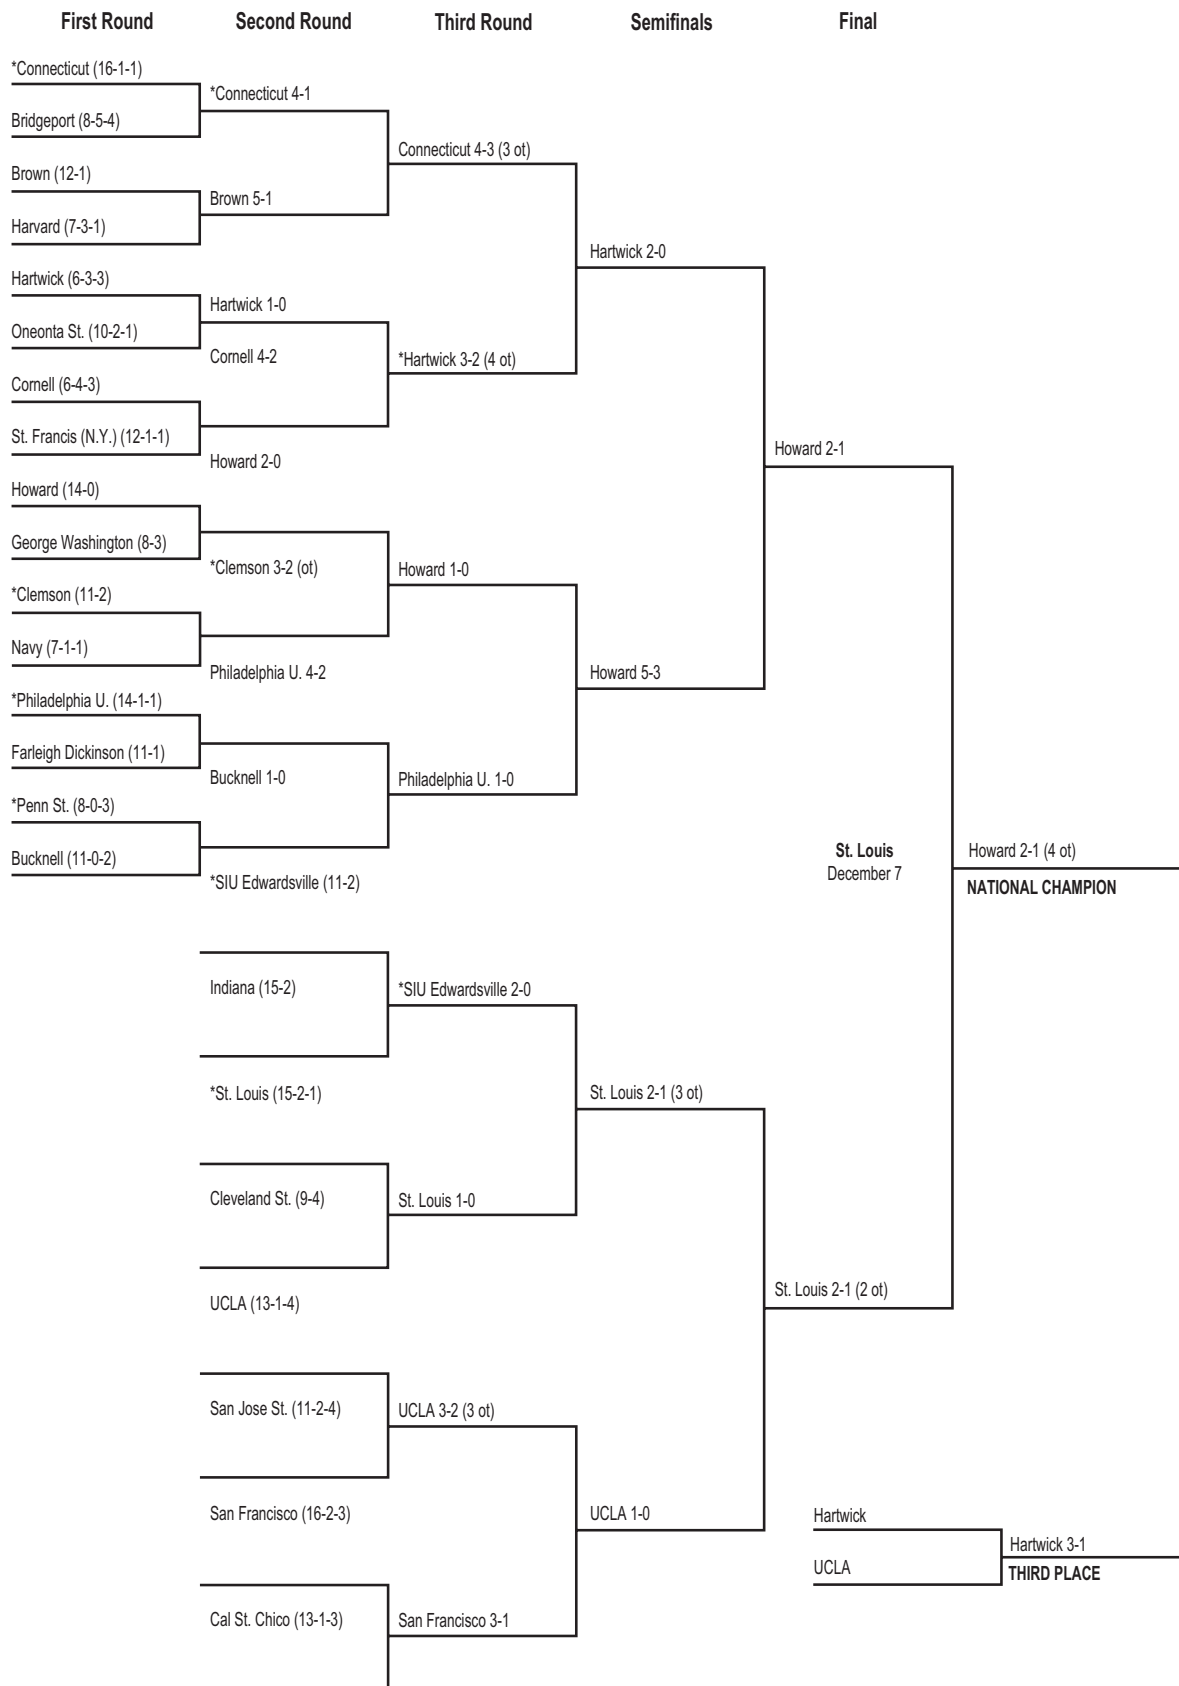 First Round
Second Round
Third Round
Semifinals
Final
*Connecticut (16-1-1)
Bridgeport (8-5-4)
Brown (12-1)
Harvard (7-3-1)
Hartwick (6-3-3)
Oneonta St. (10-2-1)
Cornell (6-4-3)
St. Francis (N.Y.) (12-1-1)
Howard (14-0)
George Washington (8-3)
*Clemson (11-2)
Navy (7-1-1)
*Philadelphia U. (14-1-1)
Farleigh Dickinson (11-1)
*Penn St. (8-0-3)
Bucknell (11-0-2)
*Connecticut 4-1
Brown 5-1
Hartwick 1-0
Cornell 4-2
Howard 2-0
*Clemson 3-2 (ot)
Philadelphia U. 4-2
Bucknell 1-0
*SIU Edwardsville (11-2)
Indiana (15-2)
*St. Louis (15-2-1)
Cleveland St. (9-4)
UCLA (13-1-4)
San Jose St. (11-2-4)
San Francisco (16-2-3)
Cal St. Chico (13-1-3)
Connecticut 4-3 (3 ot)
*Hartwick 3-2 (4 ot)
Howard 1-0
Philadelphia U. 1-0
*SIU Edwardsville 2-0
St. Louis 1-0
UCLA 3-2 (3 ot)
San Francisco 3-1
Hartwick 2-0
Howard 5-3
St. Louis 2-1 (3 ot)
UCLA 1-0
Howard 2-1
St. Louis 2-1 (2 ot)
St. Louis
December 7
Howard 2-1 (4 ot)
NATIONAL CHAMPION
Hartwick
UCLA
Hartwick 3-1
THIRD PLACE